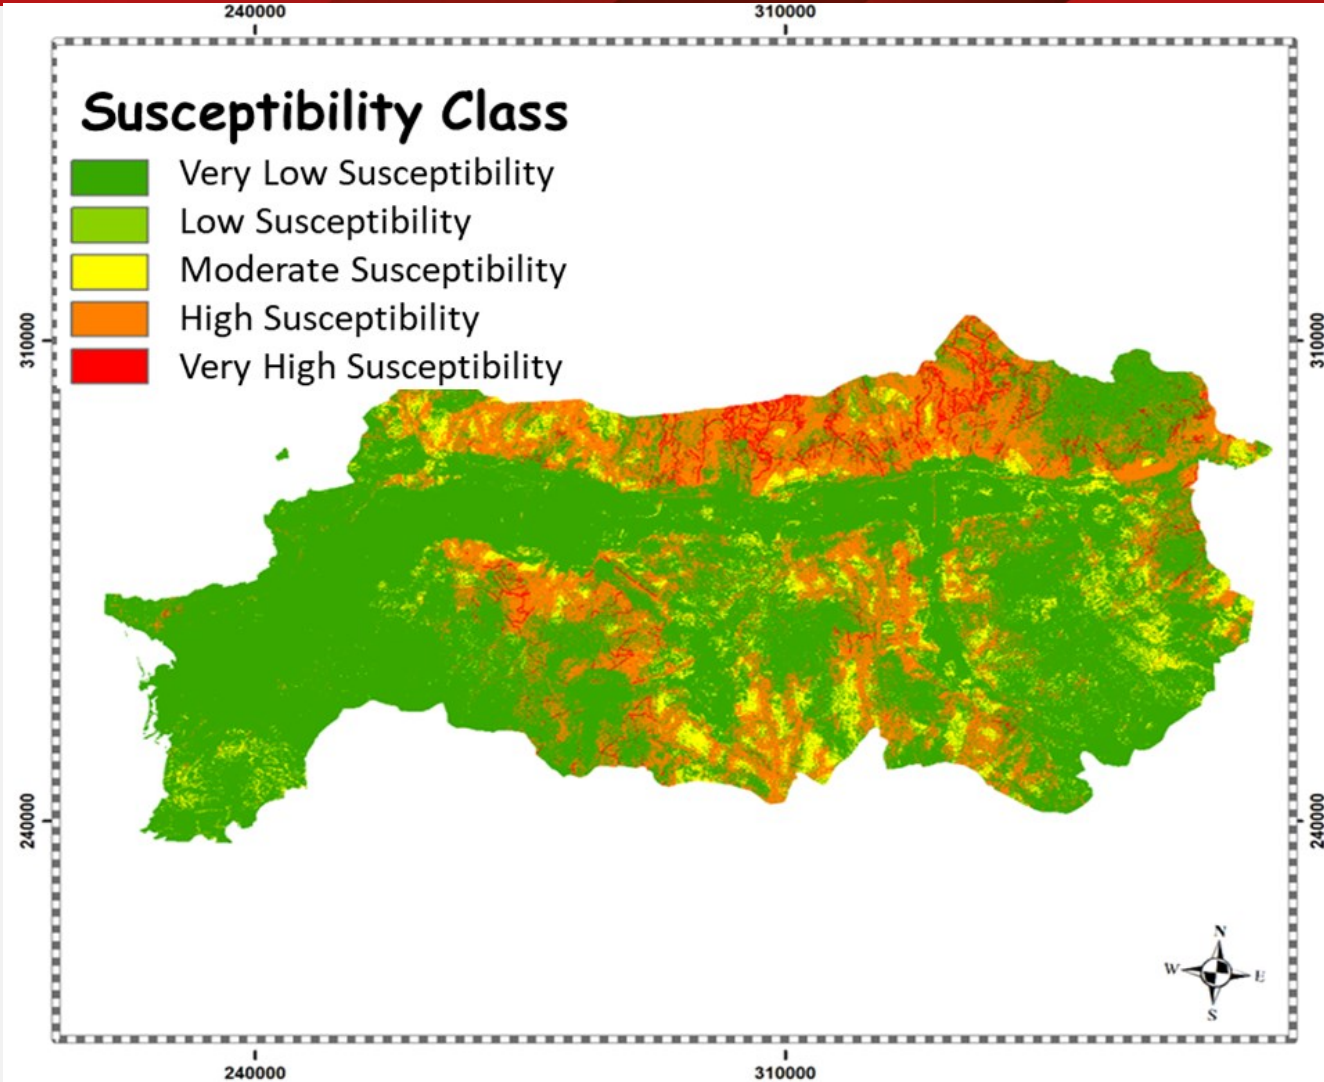 240000
310000
Susceptibility Class
Very Low Susceptibility
Low Susceptibility
Moderate Susceptibility
High Susceptibility
Very High Susceptibility
310000
310000
240000
240000
N
W
E
S
240000
310000